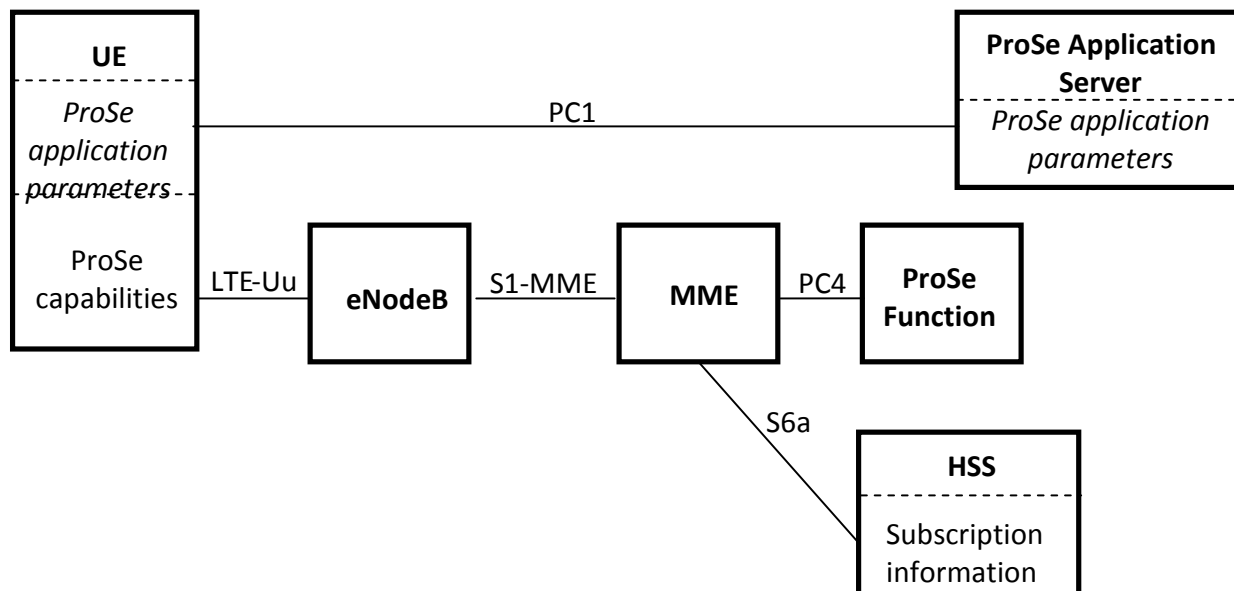 UE
ProSe
application
parameters
ProSe
capabilities
PC1
ProSe Application
Server
ProSe application
parameters
LTE-Uu
eNodeB
S1-MME
MME
PC4
ProSe
Function
S6a
HSS
Subscription
information